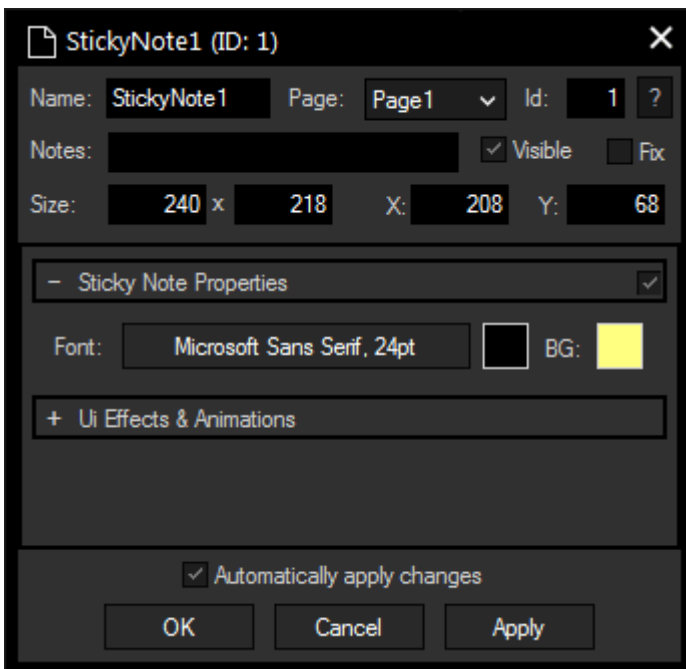 StickyNote1 (ID: 1)
Name: StickyNote1 Page: Page1 Id: 1 ?
Notes: Visible Fix
Size: 240 x 218 X: 208 Y: 68
- Sticky Note Properties
Font: Microsoft Sans Serif, 24pt BG:
+ Ui Effects & Animations
Automatically apply changes
OK Cancel Apply